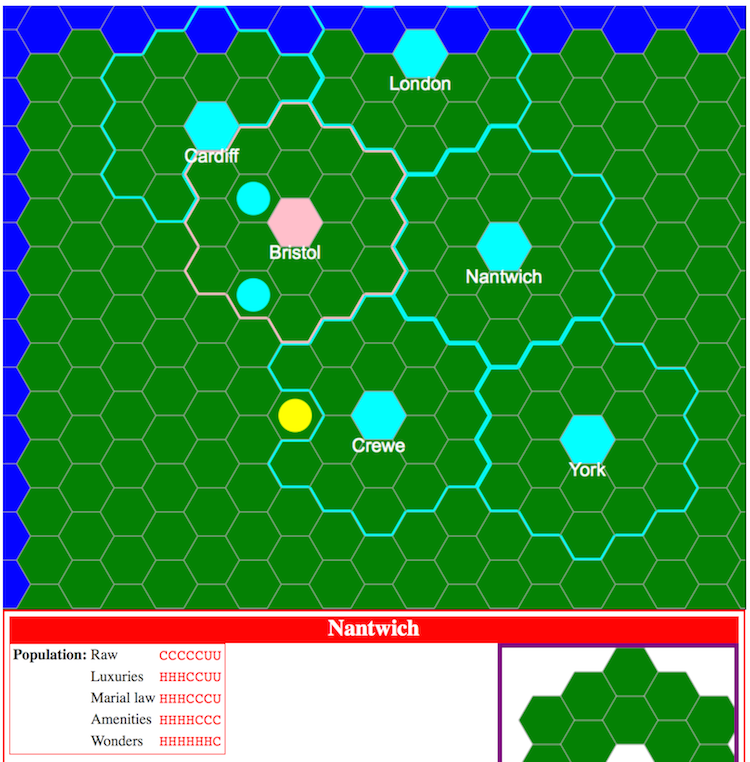 London
Cardiff
Bristol
Nantwich
Crewe
York
Nantwich
Population: Raw CCCCCUU
Luxuries HHHCCUU
Marial law HHHCCCU
Amenities HHHHCCC
Wonders HHHHHHC